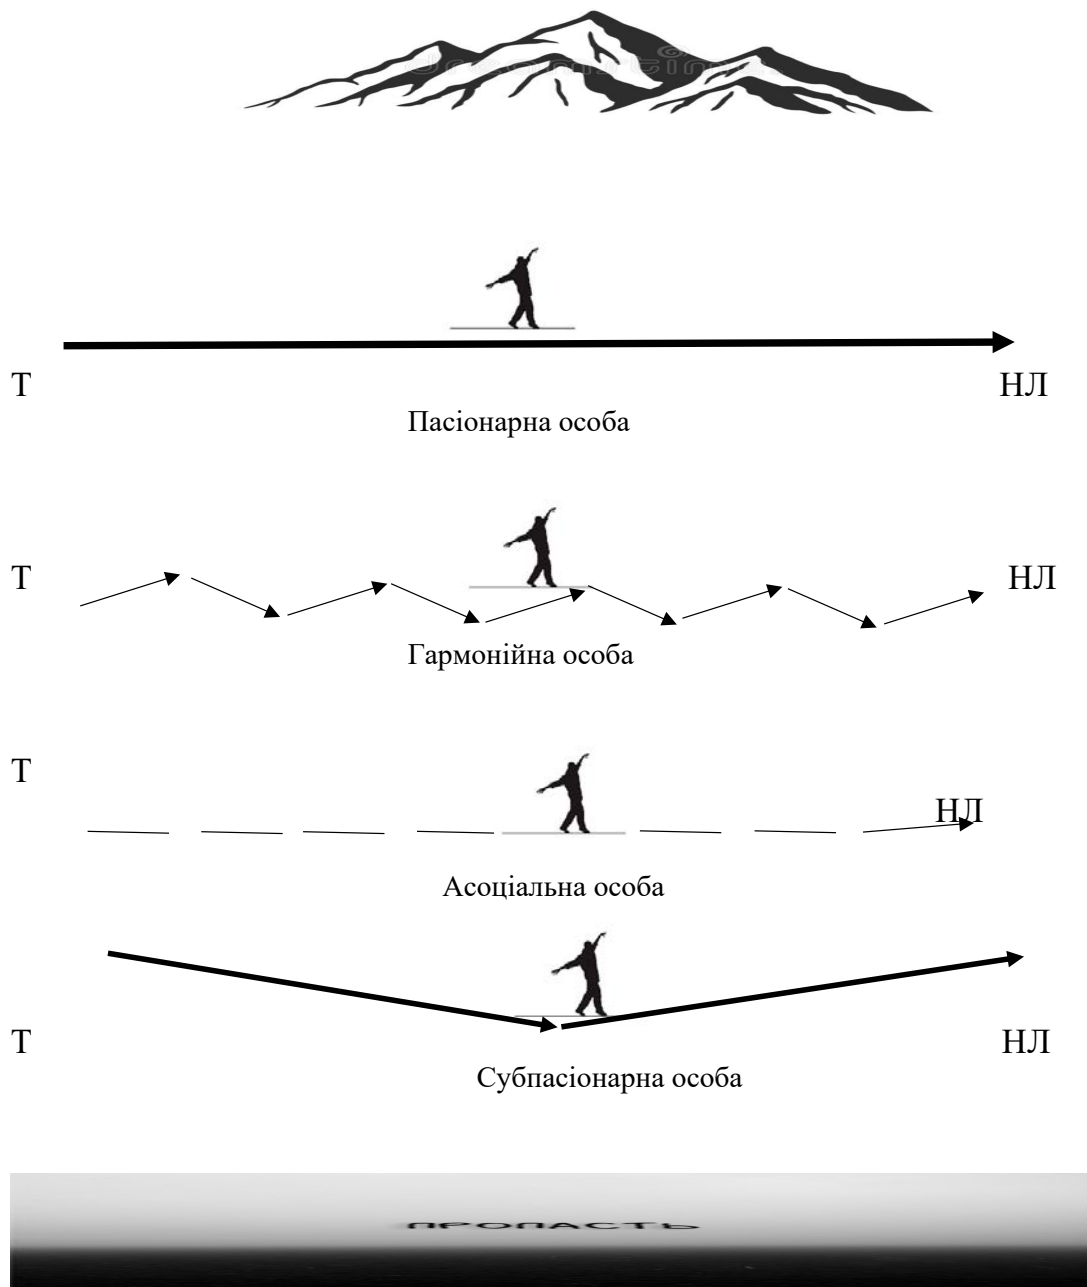 Т НЛ
Пасіонарна особа
Т НЛ
Гармонійна особа
Т
НЛ
Асоціальна особа
Т НЛ
Субпасіонарна особа
ПРОПАСТЬ